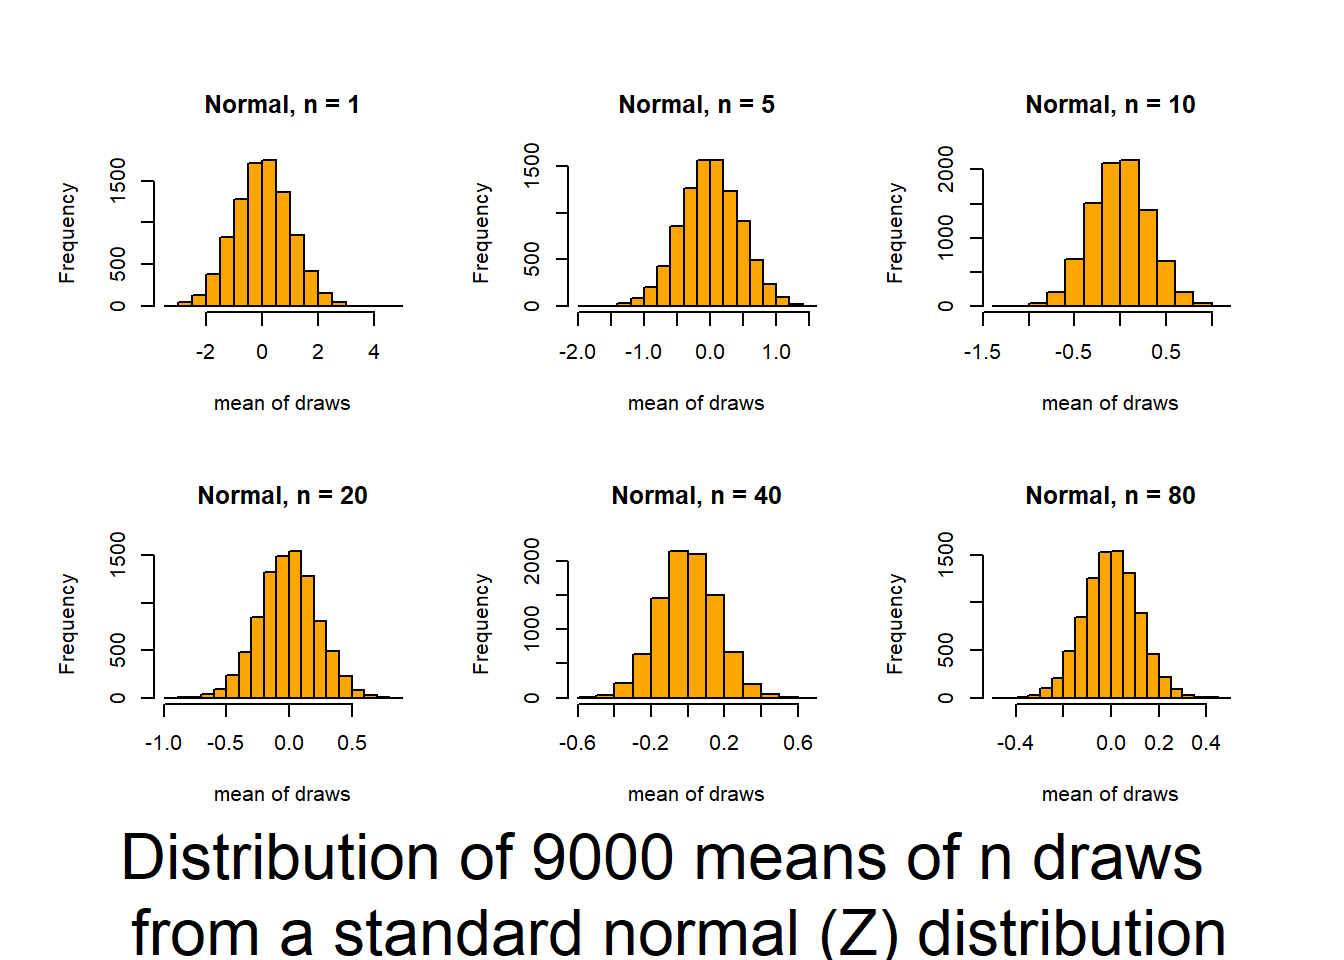 Normal, n = 1
Frequency
0 500 1500
-2 0 2 4
mean of draws
Normal, n = 5
Frequency
0 500 1500
-2.0 -1.0 0.0 1.0
mean of draws
Normal, n = 10
Frequency
0 1000 2000
-1.5 -0.5 0.5
mean of draws
Normal, n = 20
Frequency
0 500 1500
-1.0 -0.5 0.0 0.5
mean of draws
Normal, n = 40
Frequency
0 1000 2000
-0.6 -0.2 0.2 0.6
mean of draws
Normal, n = 80
Frequency
0 500 1500
-0.4 0.0 0.2 0.4
mean of draws
Distribution of 9000 means of n draws
from a standard normal (Z) distribution